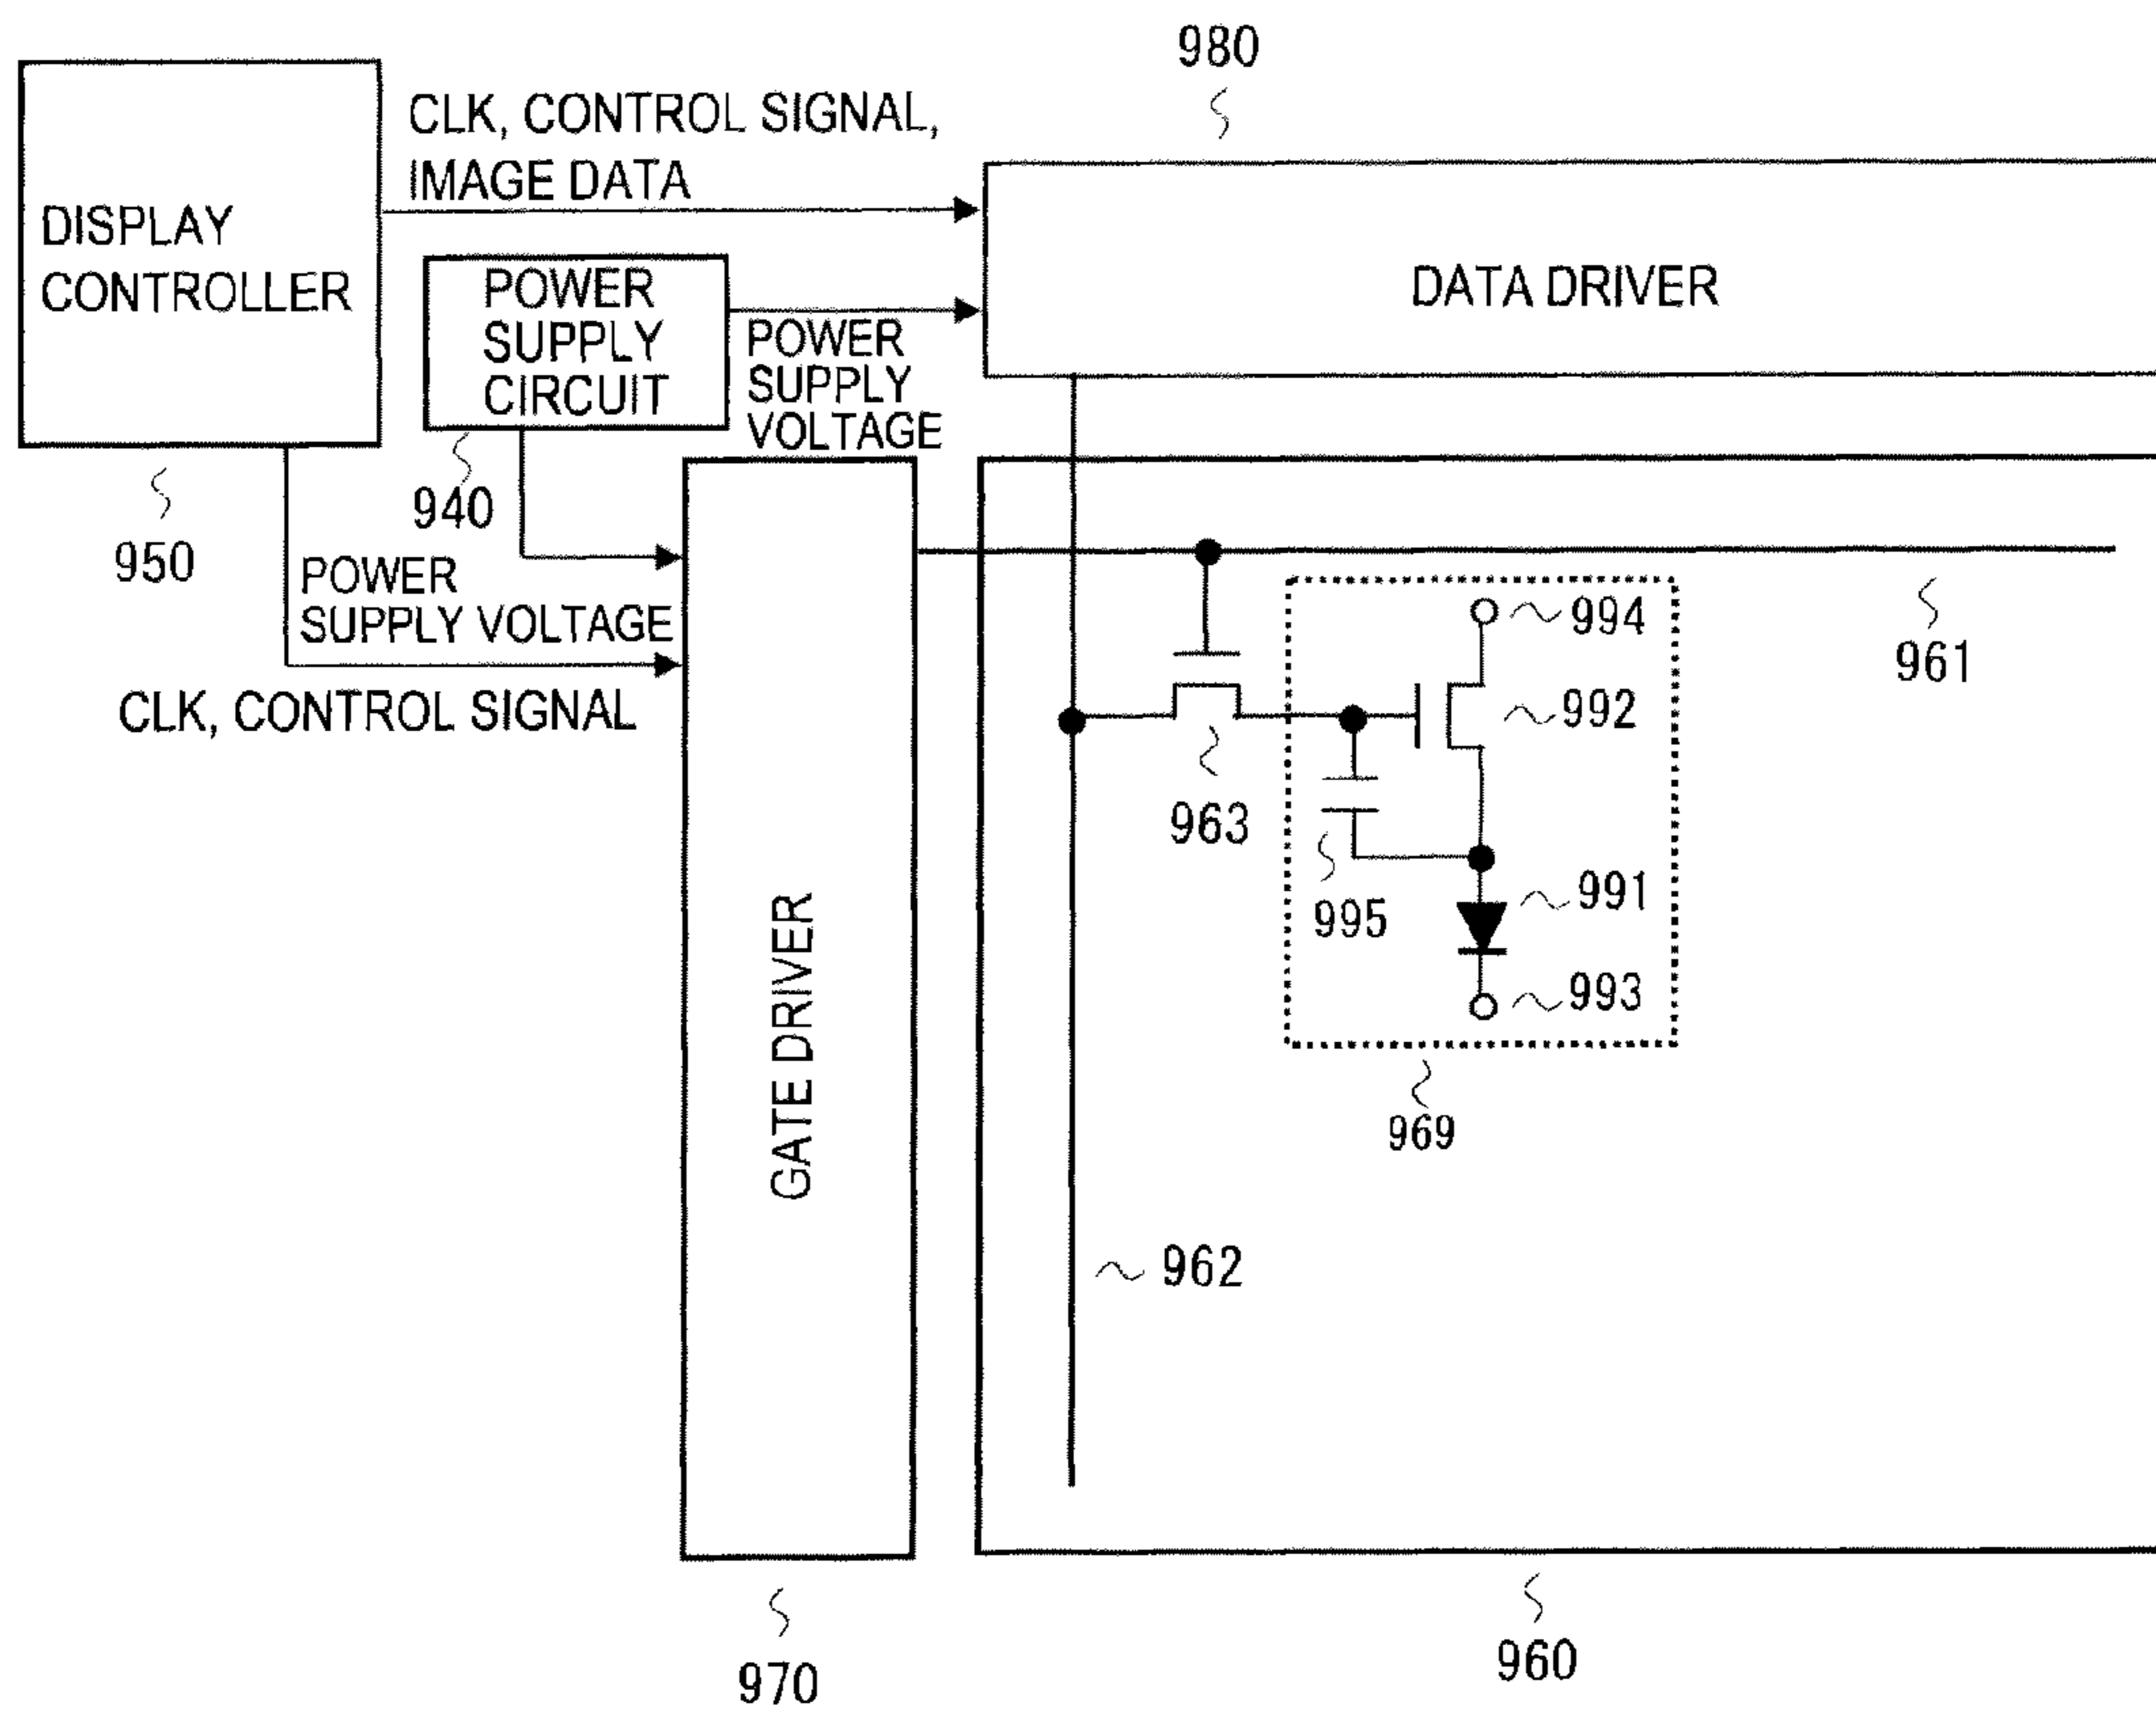 980
CLK, CONTROL SIGNAL,
IMAGE DATA
DISPLAY
CONTROLLER
POWER
SUPPLY
CIRCUIT
DATA DRIVER
POWER
SUPPLY
VOLTAGE
940
950
POWER
SUPPLY VOLTAGE
CLK, CONTROL SIGNAL
994
961
992
963
991
995
993
GATE DRIVER
969
962
960
970